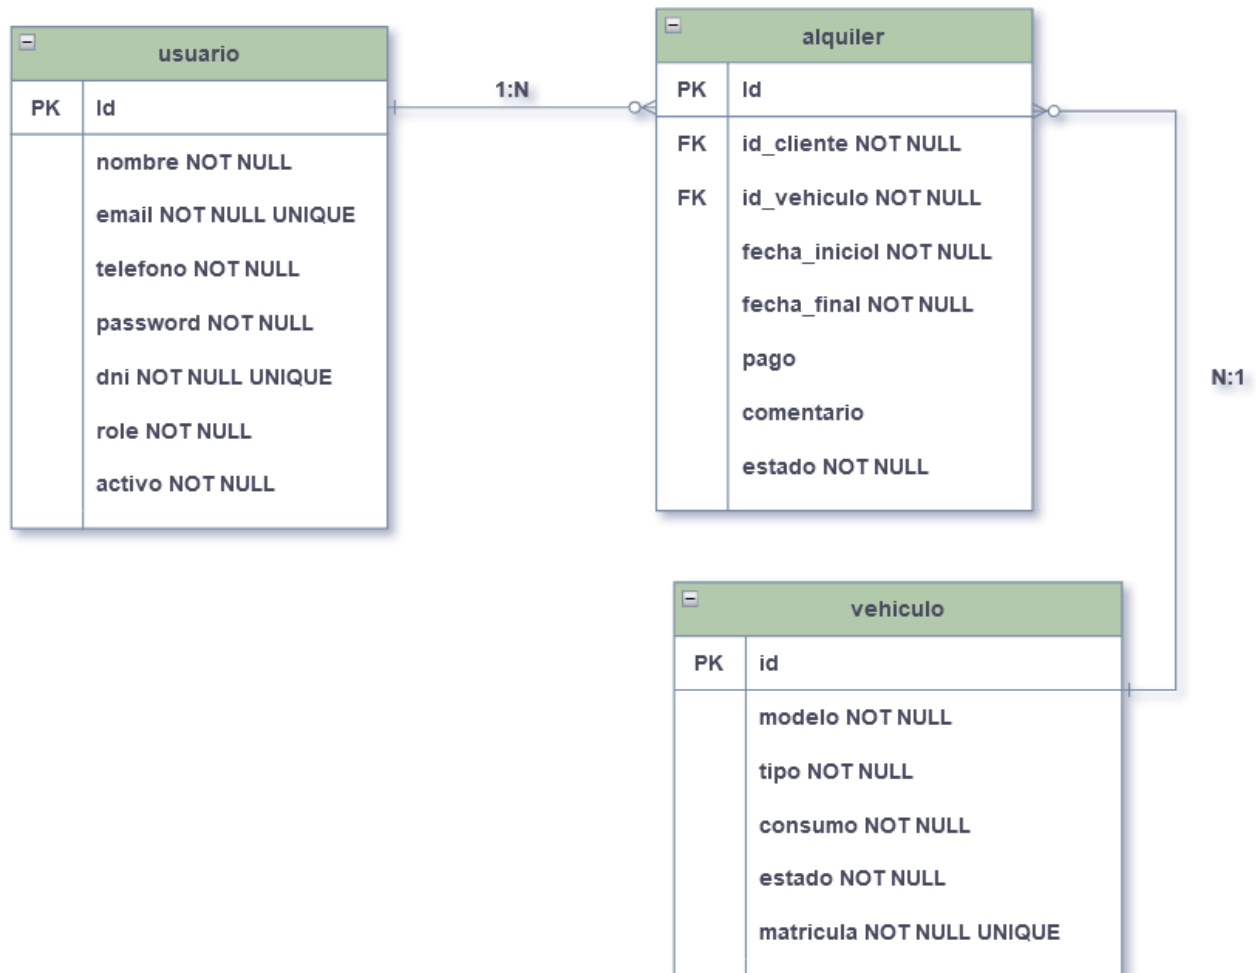 usuario
PK Id
nombre NOT NULL
email NOT NULL UNIQUE
telefono NOT NULL
password NOT NULL
dni NOT NULL UNIQUE
role NOT NULL
activo NOT NULL
1:N
alquiler
PK Id
FK id_cliente NOT NULL
FK id_vehiculo NOT NULL
fecha_iniciol NOT NULL
fecha_final NOT NULL
pago
comentario
estado NOT NULL
N:1
vehiculo
PK id
modelo NOT NULL
tipo NOT NULL
consumo NOT NULL
estado NOT NULL
matricula NOT NULL UNIQUE